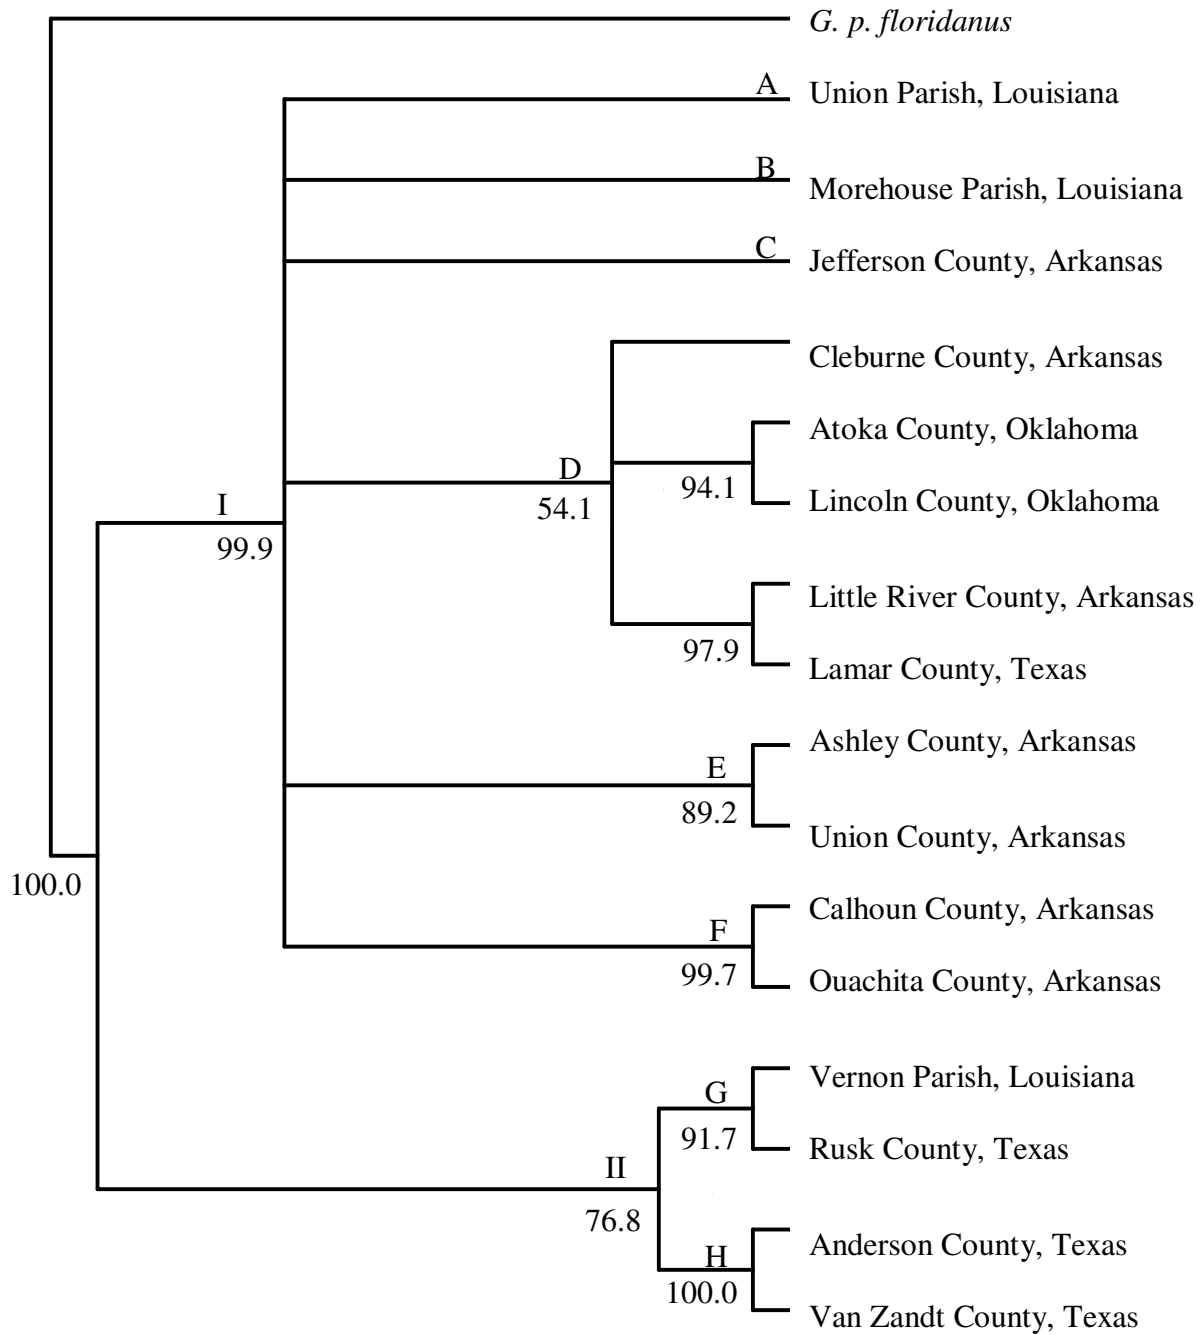 G. p. floridanus
A
Union Parish, Louisiana
B
Morehouse Parish, Louisiana
C
Jefferson County, Arkansas
Cleburne County, Arkansas
Atoka County, Oklahoma
D
94.1
54.1
Lincoln County, Oklahoma
I
99.9
Little River County, Arkansas
97.9
Lamar County, Texas
Ashley County, Arkansas
E
89.2
Union County, Arkansas
100.0
Calhoun County, Arkansas
F
99.7
Ouachita County, Arkansas
Vernon Parish, Louisiana
G
91.7
Rusk County, Texas
II
76.8
Anderson County, Texas
H
100.0
Van Zandt County, Texas